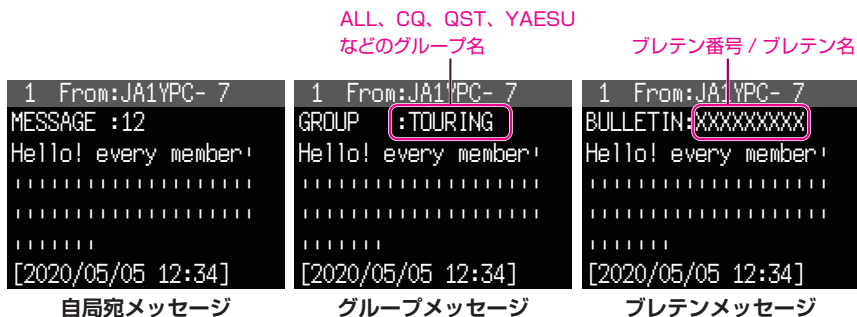 ALL、CQ、QST、YAESU
などのグループ名
ブレテン番号 / ブレテン名
1 From:JA1YPC- 7
MESSAGE :12
Hello! every member
[2020/05/05 12:34]
自局宛メッセージ
1 From:JA1YPC- 7
GROUP :TOURING
Hello! every member
[2020/05/05 12:34]
グループメッセージ
1 From:JA1YPC- 7
BULLETIN:XXXXXXXXX
Hello! every member
[2020/05/05 12:34]
ブレテンメッセージ